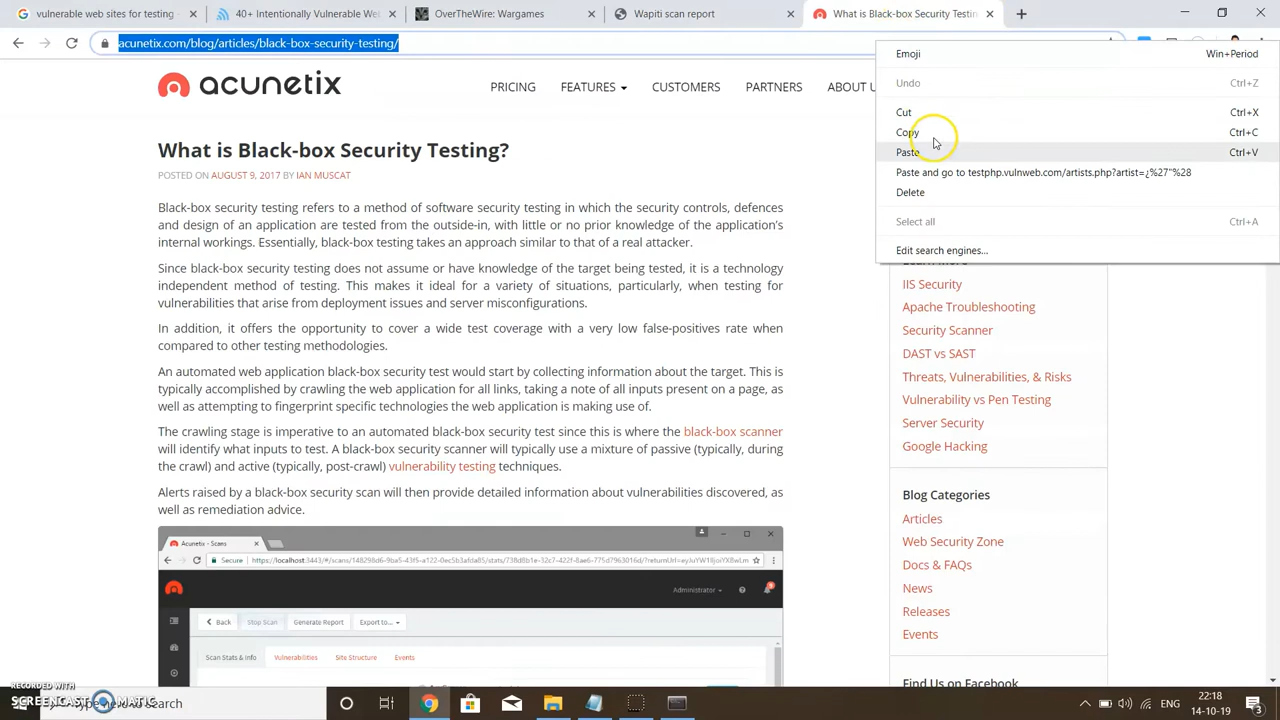 vulnerable web sites for testing
40+ Intentionally Vulnerable Web
OverTheWire: Wargames
Wapiti scan report
What is Black-box Security Testin
acunetix.com/blog/articles/black-box-security-testing/
acunetix
PRICING
FEATURES
CUSTOMERS
PARTNERS
ABOUT U
Emoji Win+Period
Undo Ctrl+Z
Cut Ctrl+X
Copy Ctrl+C
Paste Ctrl+V
Paste and go to testphp.vulnweb.com/artists.php?artist=¿%27"%28
Delete
Select all Ctrl+A
Edit search engines...
What is Black-box Security Testing?
POSTED ON AUGUST 9, 2017 BY IAN MUSCAT
Black-box security testing refers to a method of software security testing in which the security controls, defences
and design of an application are tested from the outside-in, with little or no prior knowledge of the application's
internal workings. Essentially, black-box testing takes an approach similar to that of a real attacker.
Since black-box security testing does not assume or have knowledge of the target being tested, it is a technology
independent method of testing. This makes it ideal for a variety of situations, particularly, when testing for
vulnerabilities that arise from deployment issues and server misconfigurations.
In addition, it offers the opportunity to cover a wide test coverage with a very low false-positives rate when
compared to other testing methodologies.
An automated web application black-box security test would start by collecting information about the target. This is
typically accomplished by crawling the web application for all links, taking a note of all inputs present on a page, as
well as attempting to fingerprint specific technologies the web application is making use of.
The crawling stage is imperative to an automated black-box security test since this is where the black-box scanner
will identify what inputs to test. A black-box security scanner will typically use a mixture of passive (typically, during
the crawl) and active (typically, post-crawl) vulnerability testing techniques.
Alerts raised by a black-box security scan will then provide detailed information about vulnerabilities discovered, as
well as remediation advice.
IIS Security
Apache Troubleshooting
Security Scanner
DAST vs SAST
Threats, Vulnerabilities, & Risks
Vulnerability vs Pen Testing
Server Security
Google Hacking
Blog Categories
Articles
Web Security Zone
Docs & FAQs
News
Releases
Events
Find Us on Facebook
Acunetix - Scans
Secure
Administrator
Back
Stop Scan
Generate Report
Export to...
Scan Stats & Info
Vulnerabilities
Site Structure
Events
RECORDED WITH
SCREENCAST MATIC
here to search
22:18
14-10-19
3